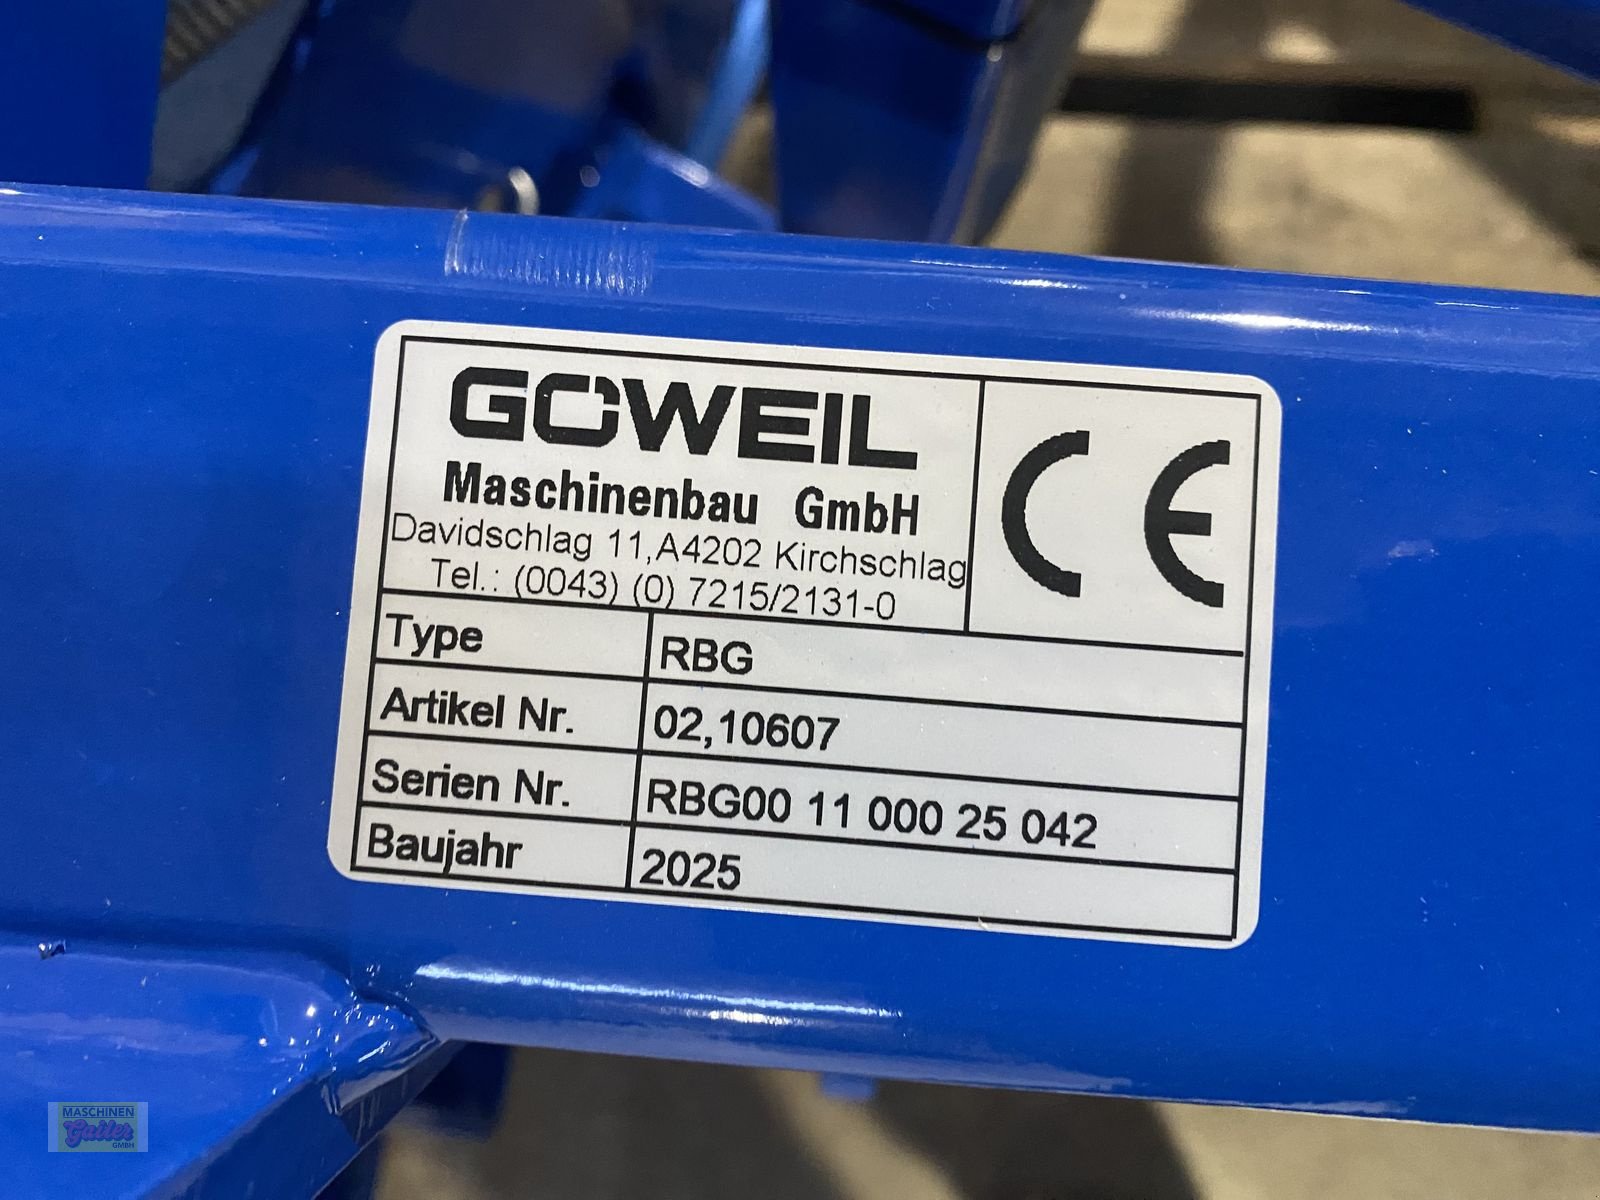 GÖWEIL
Maschinenbau GmbH
Davidschlag 11,A4202 Kirchschlag
Tel.: (0043) (0) 7215/2131-0
CE
Type RBG
Artikel Nr. 02,10607
Serien Nr. RBG00 11 000 25 042
Baujahr 2025
MASCHINEN
Gailer
GMBH